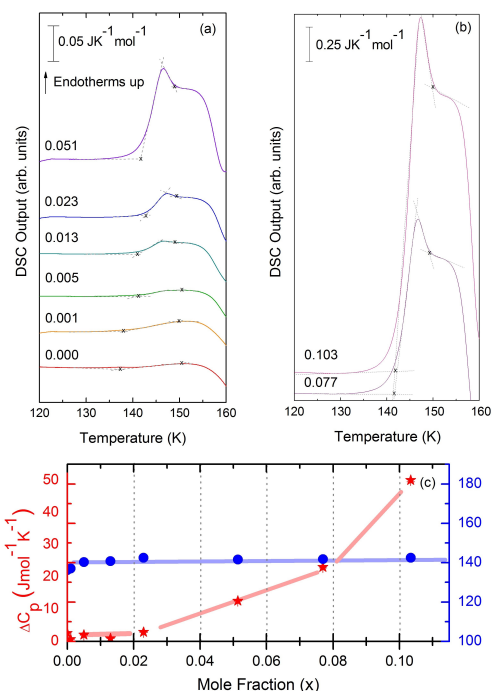 (a)
0.05 JK⁻¹mol⁻¹
Endotherms up
0.051
0.023
0.013
0.005
0.001
0.000
DSC Output (arb. units)
120 130 140 150 160
Temperature (K)
(b)
0.25 JK⁻¹mol⁻¹
0.103
0.077
DSC Output (arb. units)
120 130 140 150 160
Temperature (K)
(c)
ΔCp (Jmol⁻¹K⁻¹)
50
40
30
20
10
0
180
160
140
120
100
0.00 0.02 0.04 0.06 0.08 0.10
Mole Fraction (x)